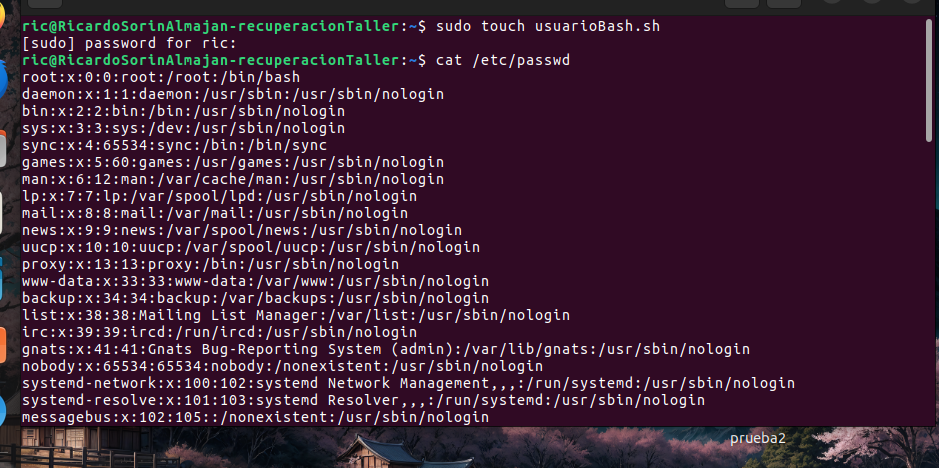 ric@RicardoSorinAlmajan-recuperacionTaller:~$ sudo touch usuarioBash.sh
[sudo] password for ric:
ric@RicardoSorinAlmajan-recuperacionTaller:~$ cat /etc/passwd
root:x:0:0:root:/root:/bin/bash
daemon:x:1:1:daemon:/usr/sbin:/usr/sbin/nologin
bin:x:2:2:bin:/bin:/usr/sbin/nologin
sys:x:3:3:sys:/dev:/usr/sbin/nologin
sync:x:4:65534:sync:/bin:/bin/sync
games:x:5:60:games:/usr/games:/usr/sbin/nologin
man:x:6:12:man:/var/cache/man:/usr/sbin/nologin
lp:x:7:7:lp:/var/spool/lpd:/usr/sbin/nologin
mail:x:8:8:mail:/var/mail:/usr/sbin/nologin
news:x:9:9:news:/var/spool/news:/usr/sbin/nologin
uucp:x:10:10:uucp:/var/spool/uucp:/usr/sbin/nologin
proxy:x:13:13:proxy:/bin:/usr/sbin/nologin
www-data:x:33:33:www-data:/var/www:/usr/sbin/nologin
backup:x:34:34:backup:/var/backups:/usr/sbin/nologin
list:x:38:38:Mailing List Manager:/var/list:/usr/sbin/nologin
irc:x:39:39:ircd:/run/ircd:/usr/sbin/nologin
gnats:x:41:41:Gnats Bug-Reporting System (admin):/var/lib/gnats:/usr/sbin/nologin
nobody:x:65534:65534:nobody:/nonexistent:/usr/sbin/nologin
systemd-network:x:100:102:systemd Network Management,,,:/run/systemd:/usr/sbin/nologin
systemd-resolve:x:101:103:systemd Resolver,,,:/run/systemd:/usr/sbin/nologin
messagebus:x:102:105::/nonexistent:/usr/sbin/nologin
prueba2